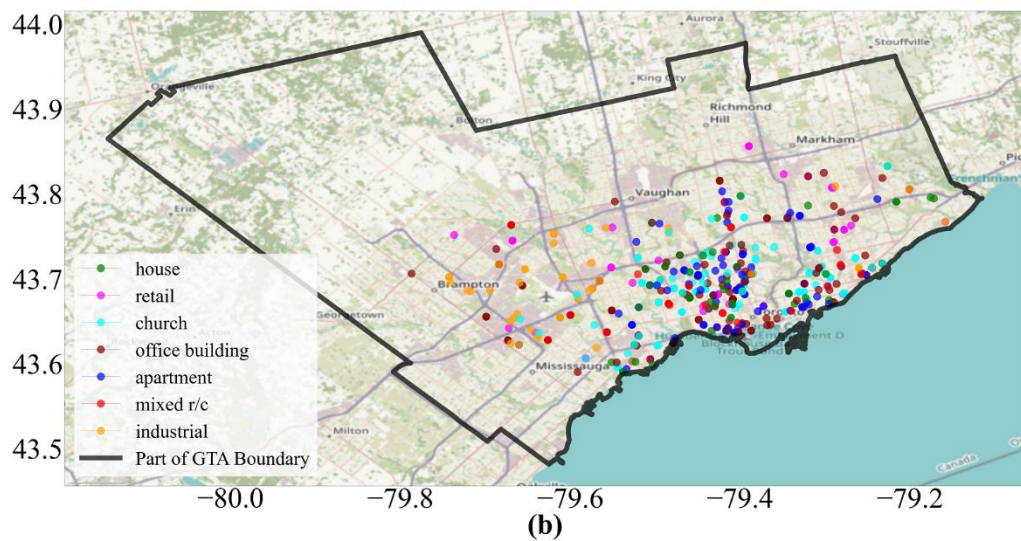 44.0
43.9
43.8
43.7
43.6
43.5
Aurora
Stouffville
King City
Richmond
Hill
Bolton
Markham
Vaughan
Erin
Frenchman's
Brampton
Georgetown
Mississauga
Milton
Canada
house
retail
church
office building
apartment
mixed r/c
industrial
Part of GTA Boundary
−80.0
−79.8
−79.6
−79.4
−79.2
(b)